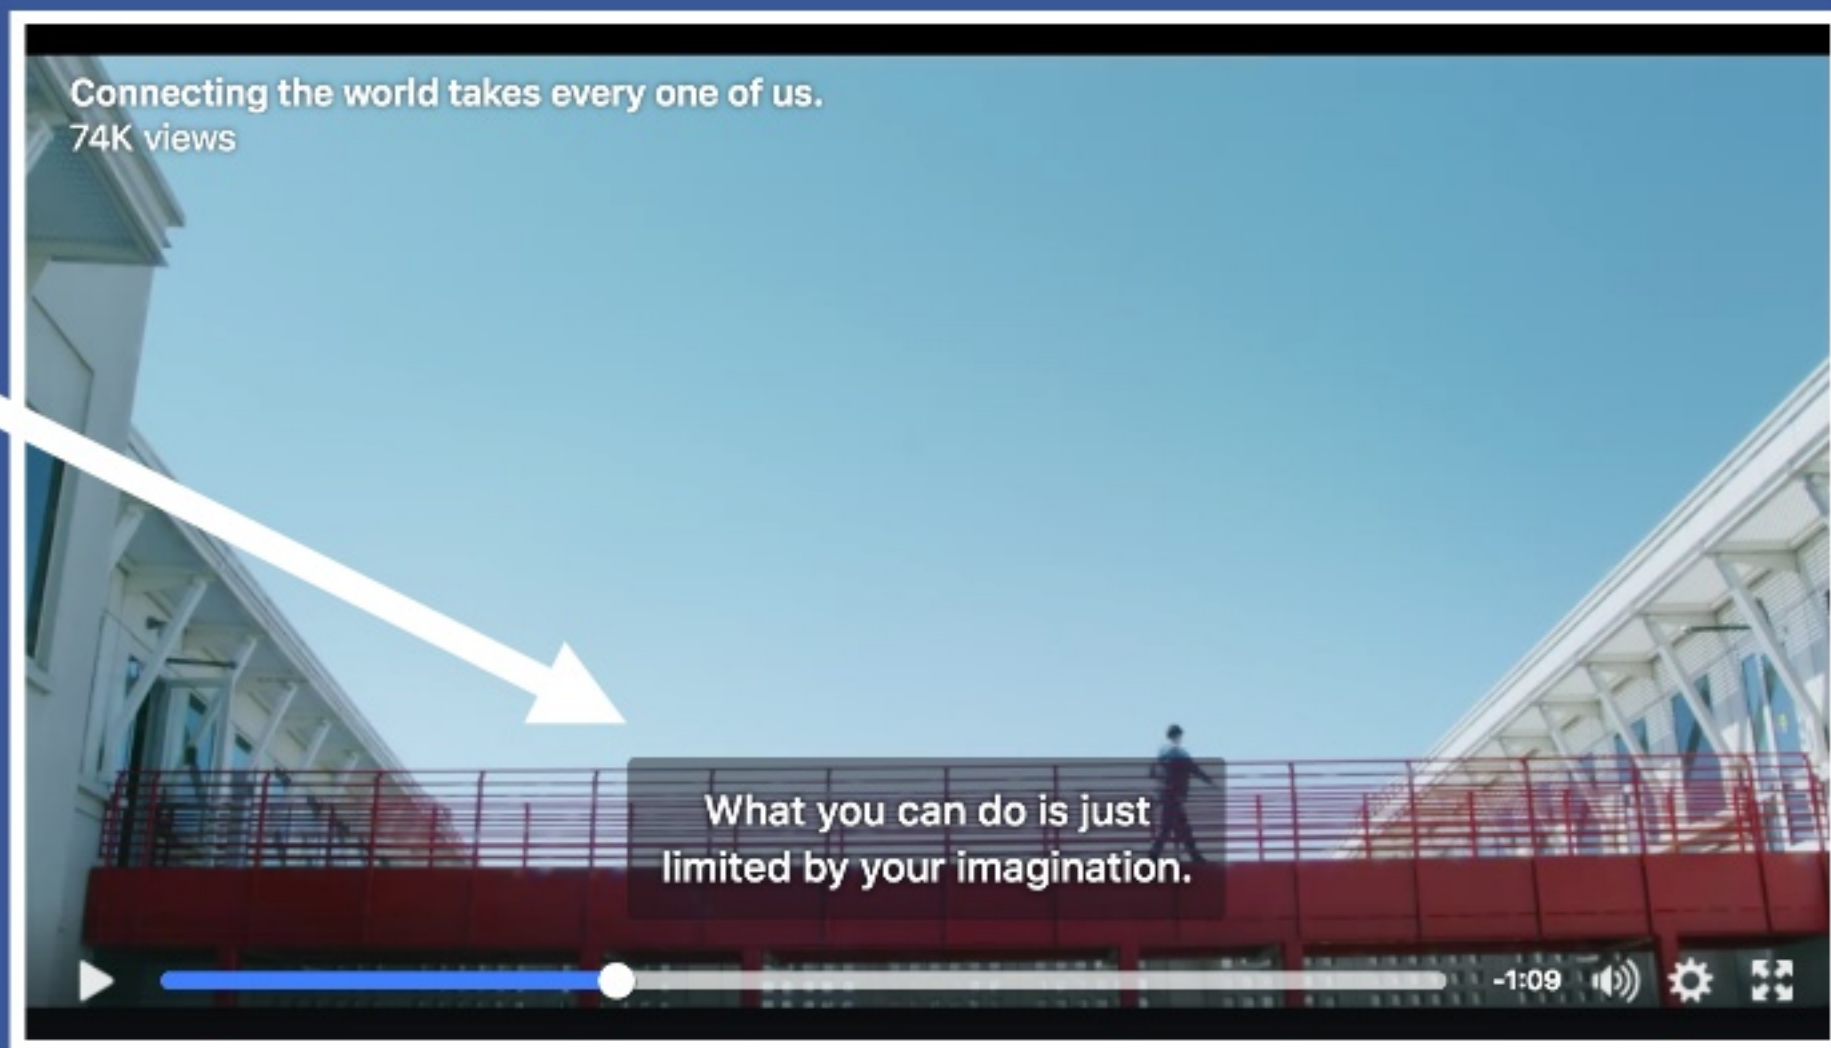 Connecting the world takes every one of us.
74K views
What you can do is just
limited by your imagination.
-1:09